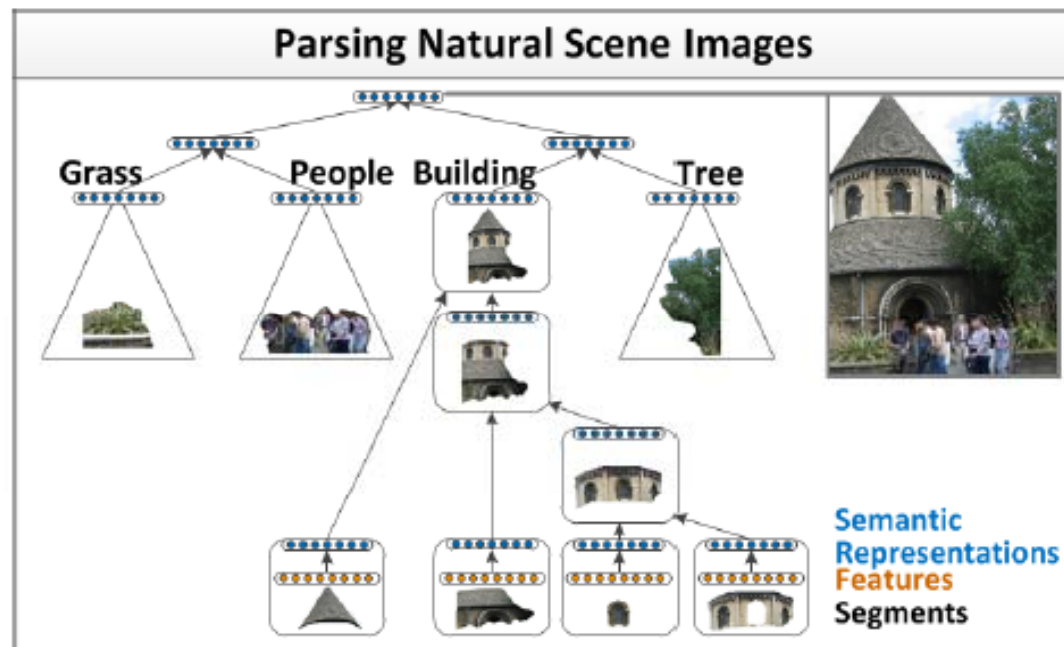 Parsing Natural Scene Images
Grass
People
Building
Tree
Semantic
Representations
Features
Segments